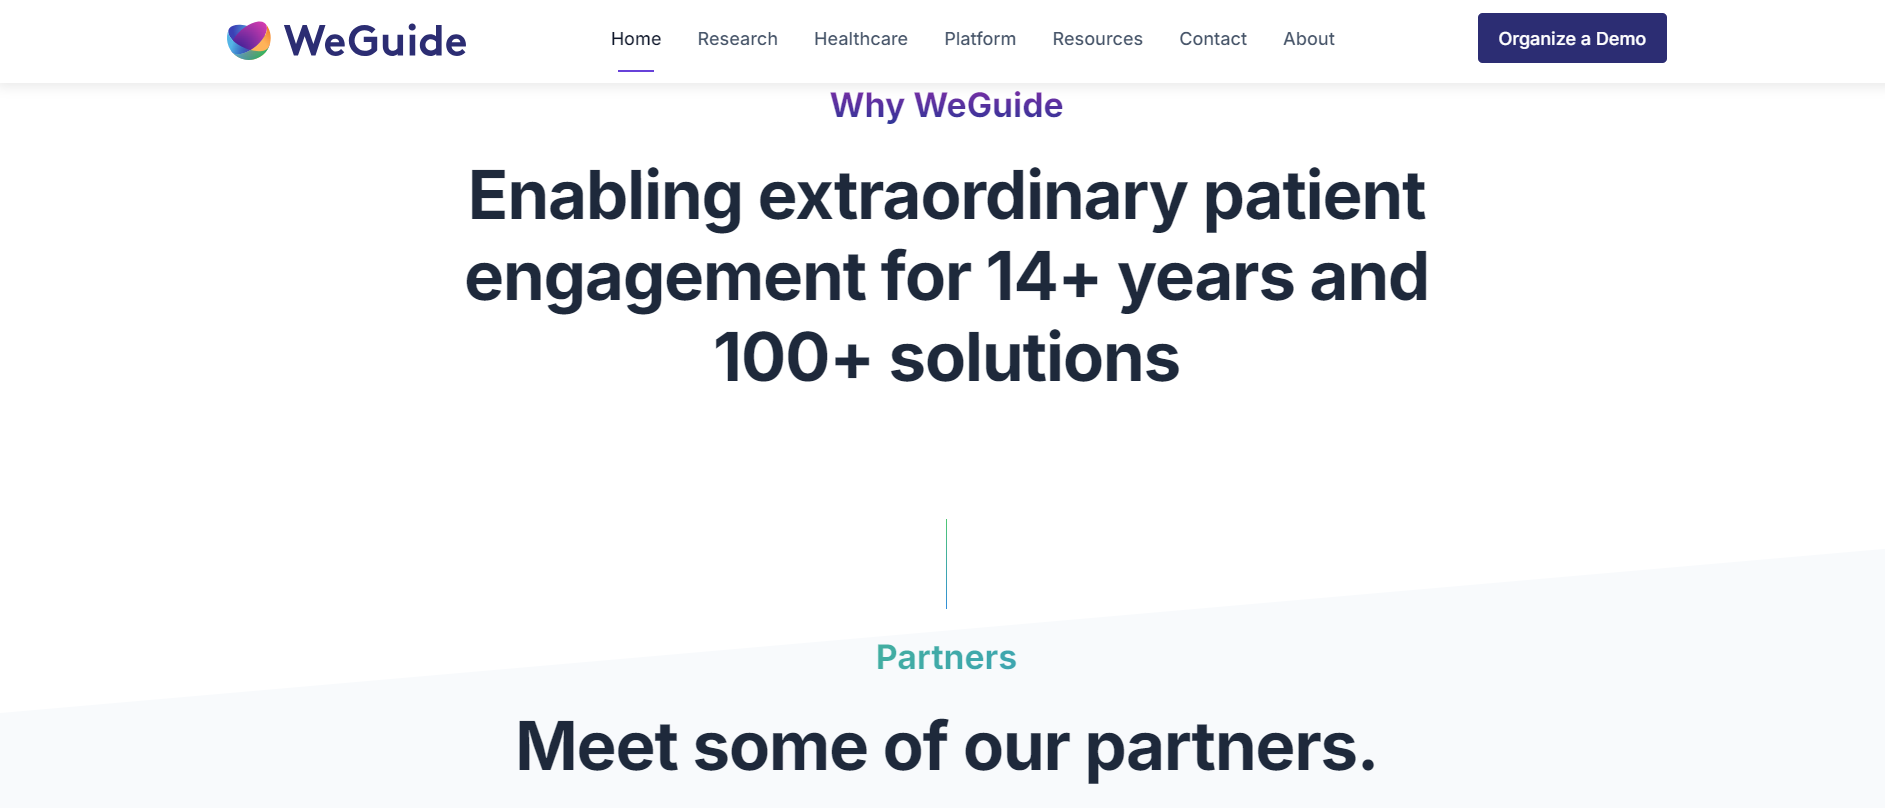 WeGuide
Home Research Healthcare Platform Resources Contact About
Organize a Demo
Why WeGuide
Enabling extraordinary patient
engagement for 14+ years and
100+ solutions
Partners
Meet some of our partners.